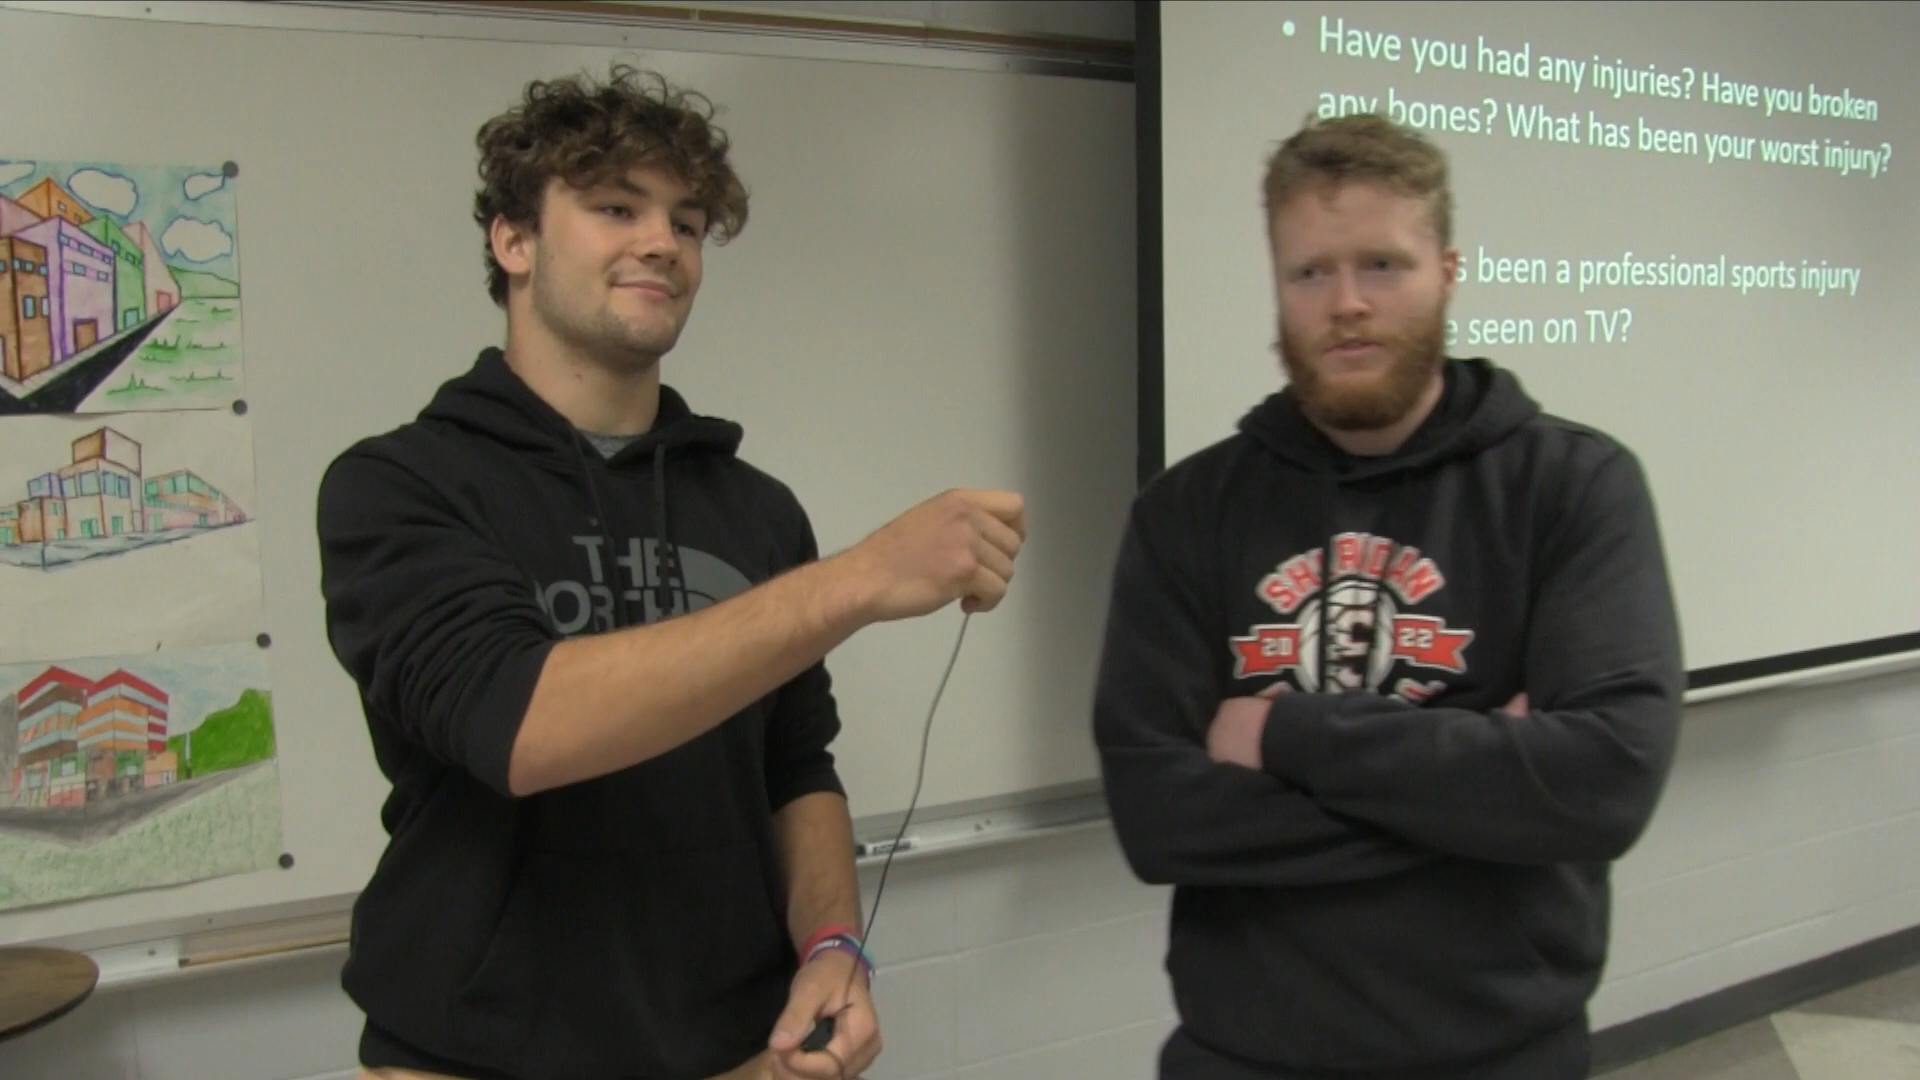 • Have you had any injuries? Have you broken
any bones? What has been your worst injury?
s been a professional sports injury
e seen on TV?
THE
NORTH
SHERIDAN
20 22